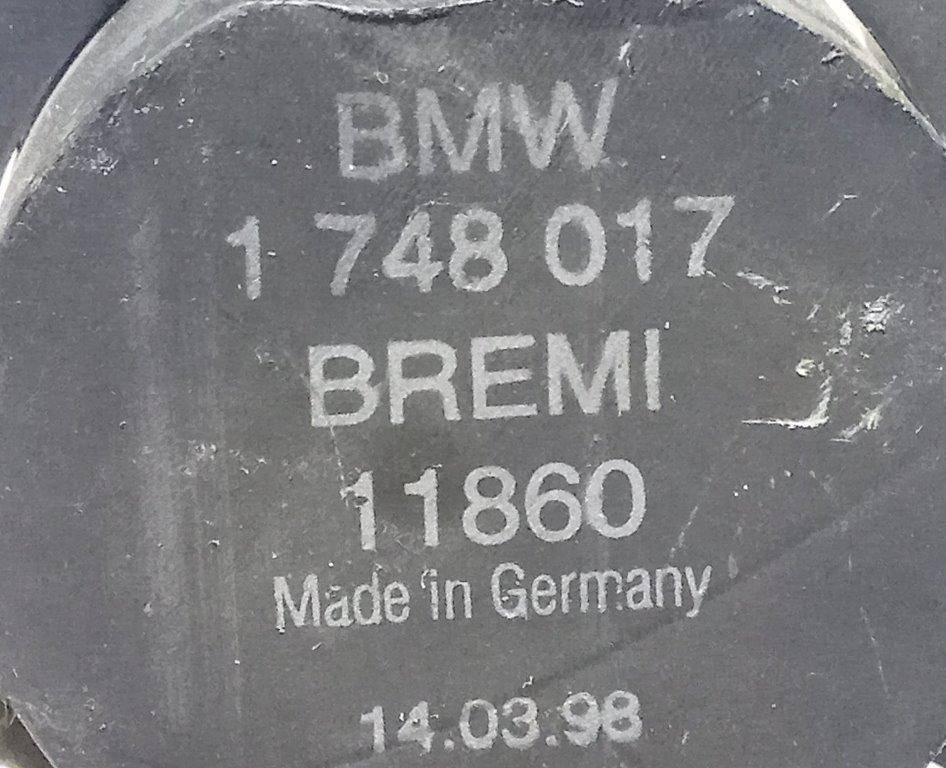 BMW
1 748 017
BREMI
11860
Made in Germany
14.03.98